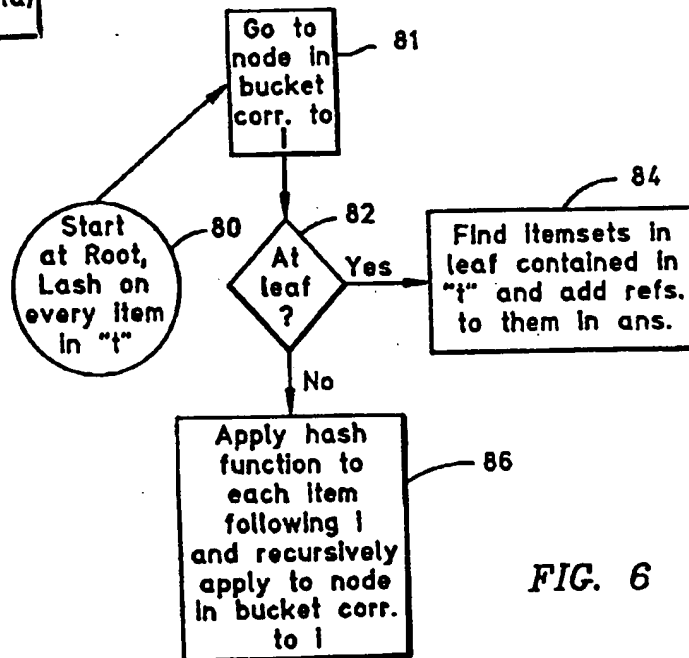 Go to
node in
bucket
corr. to
i
81
Start
at Root,
Lash on
every item
in "t"
80
82
At
leaf
?
Yes
84
Find itemsets in
leaf contained in
"t" and add refs.
to them in ans.
No
Apply hash
function to
each item
following i
and recursively
apply to node
in bucket corr.
to i
86
FIG. 6